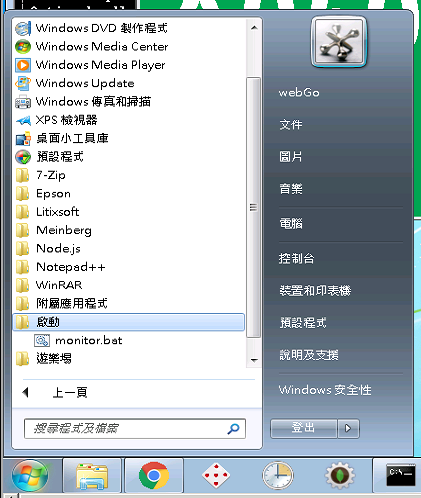 Windows DVD 製作程式
Windows Media Center
Windows Media Player
Windows Update
Windows 傳真和掃描
XPS 檢視器
桌面小工具庫
預設程式
7-Zip
Epson
Litixsoft
Meinberg
Node.js
Notepad++
WinRAR
附屬應用程式
啟動
monitor.bat
遊樂場
上一頁
搜尋程式及檔案
webGo
文件
圖片
音樂
電腦
控制台
裝置和印表機
預設程式
說明及支援
Windows 安全性
登出
C:\_